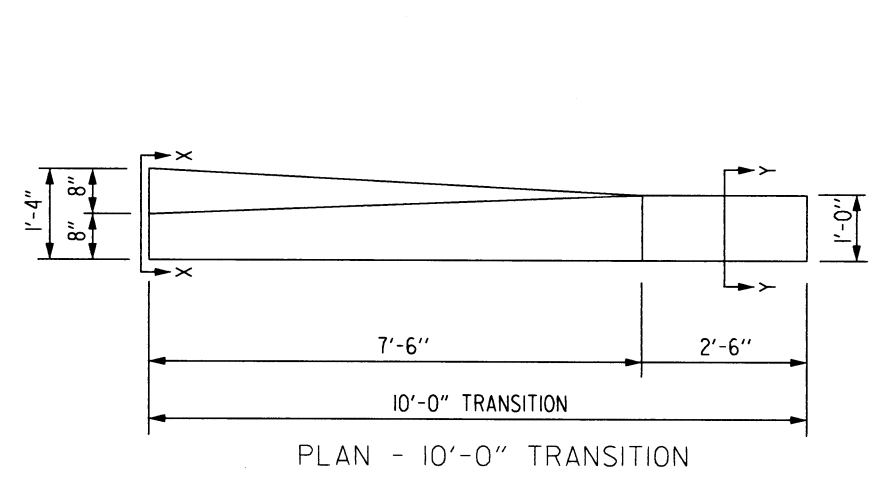 X
Y
1'-4"
8"
8"
1'-0"
X
Y
7'-6"
2'-6"
10'-0" TRANSITION
PLAN - 10'-0" TRANSITION